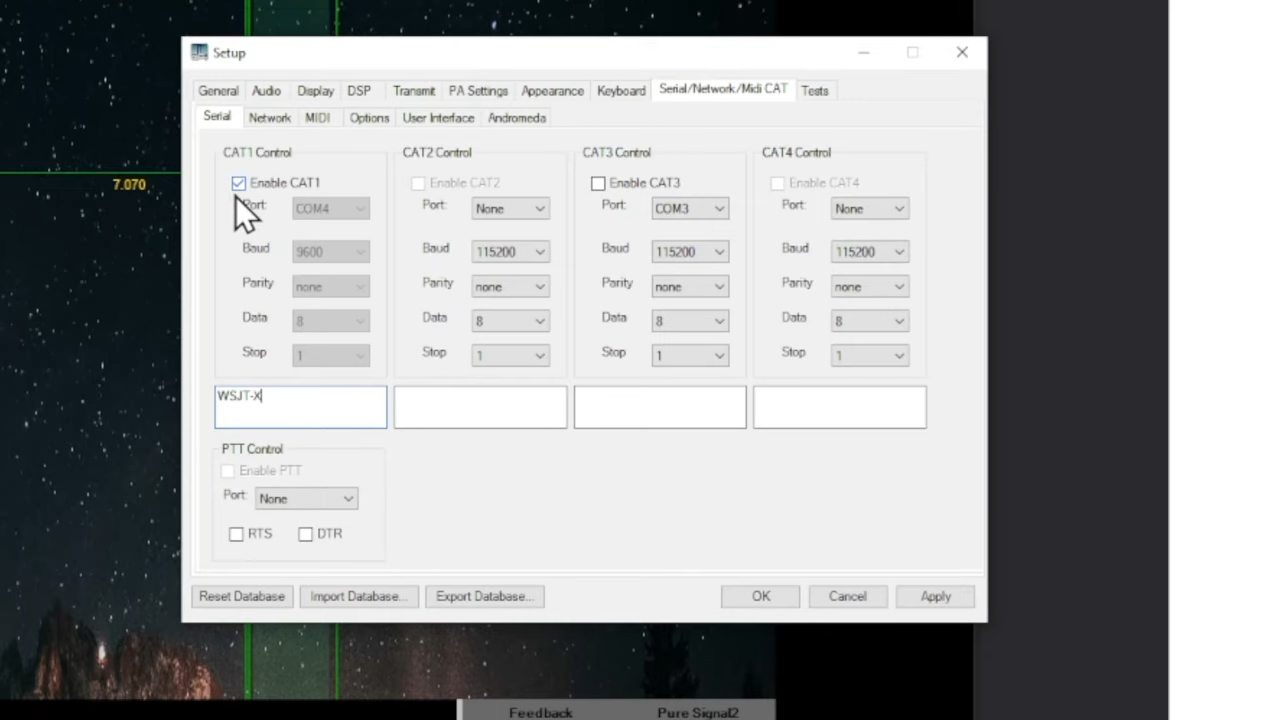 Setup
General Audio Display DSP Transmit PA Settings Appearance Keyboard Serial/Network/Midi CAT Tests
Serial Network MIDI Options User Interface Andromeda
CAT1 Control CAT2 Control CAT3 Control CAT4 Control
7.070
Enable CAT1 Enable CAT2 Enable CAT3 Enable CAT4
Port: COM4 Port: None Port: COM3 Port: None
Baud 9600 Baud 115200 Baud 115200 Baud 115200
Parity none Parity none Parity none Parity none
Data 8 Data 8 Data 8 Data 8
Stop 1 Stop 1 Stop 1 Stop 1
WSJT-X
PTT Control
Enable PTT
Port: None
RTS DTR
Reset Database Import Database... Export Database... OK Cancel Apply
Feedback Pure Signal2